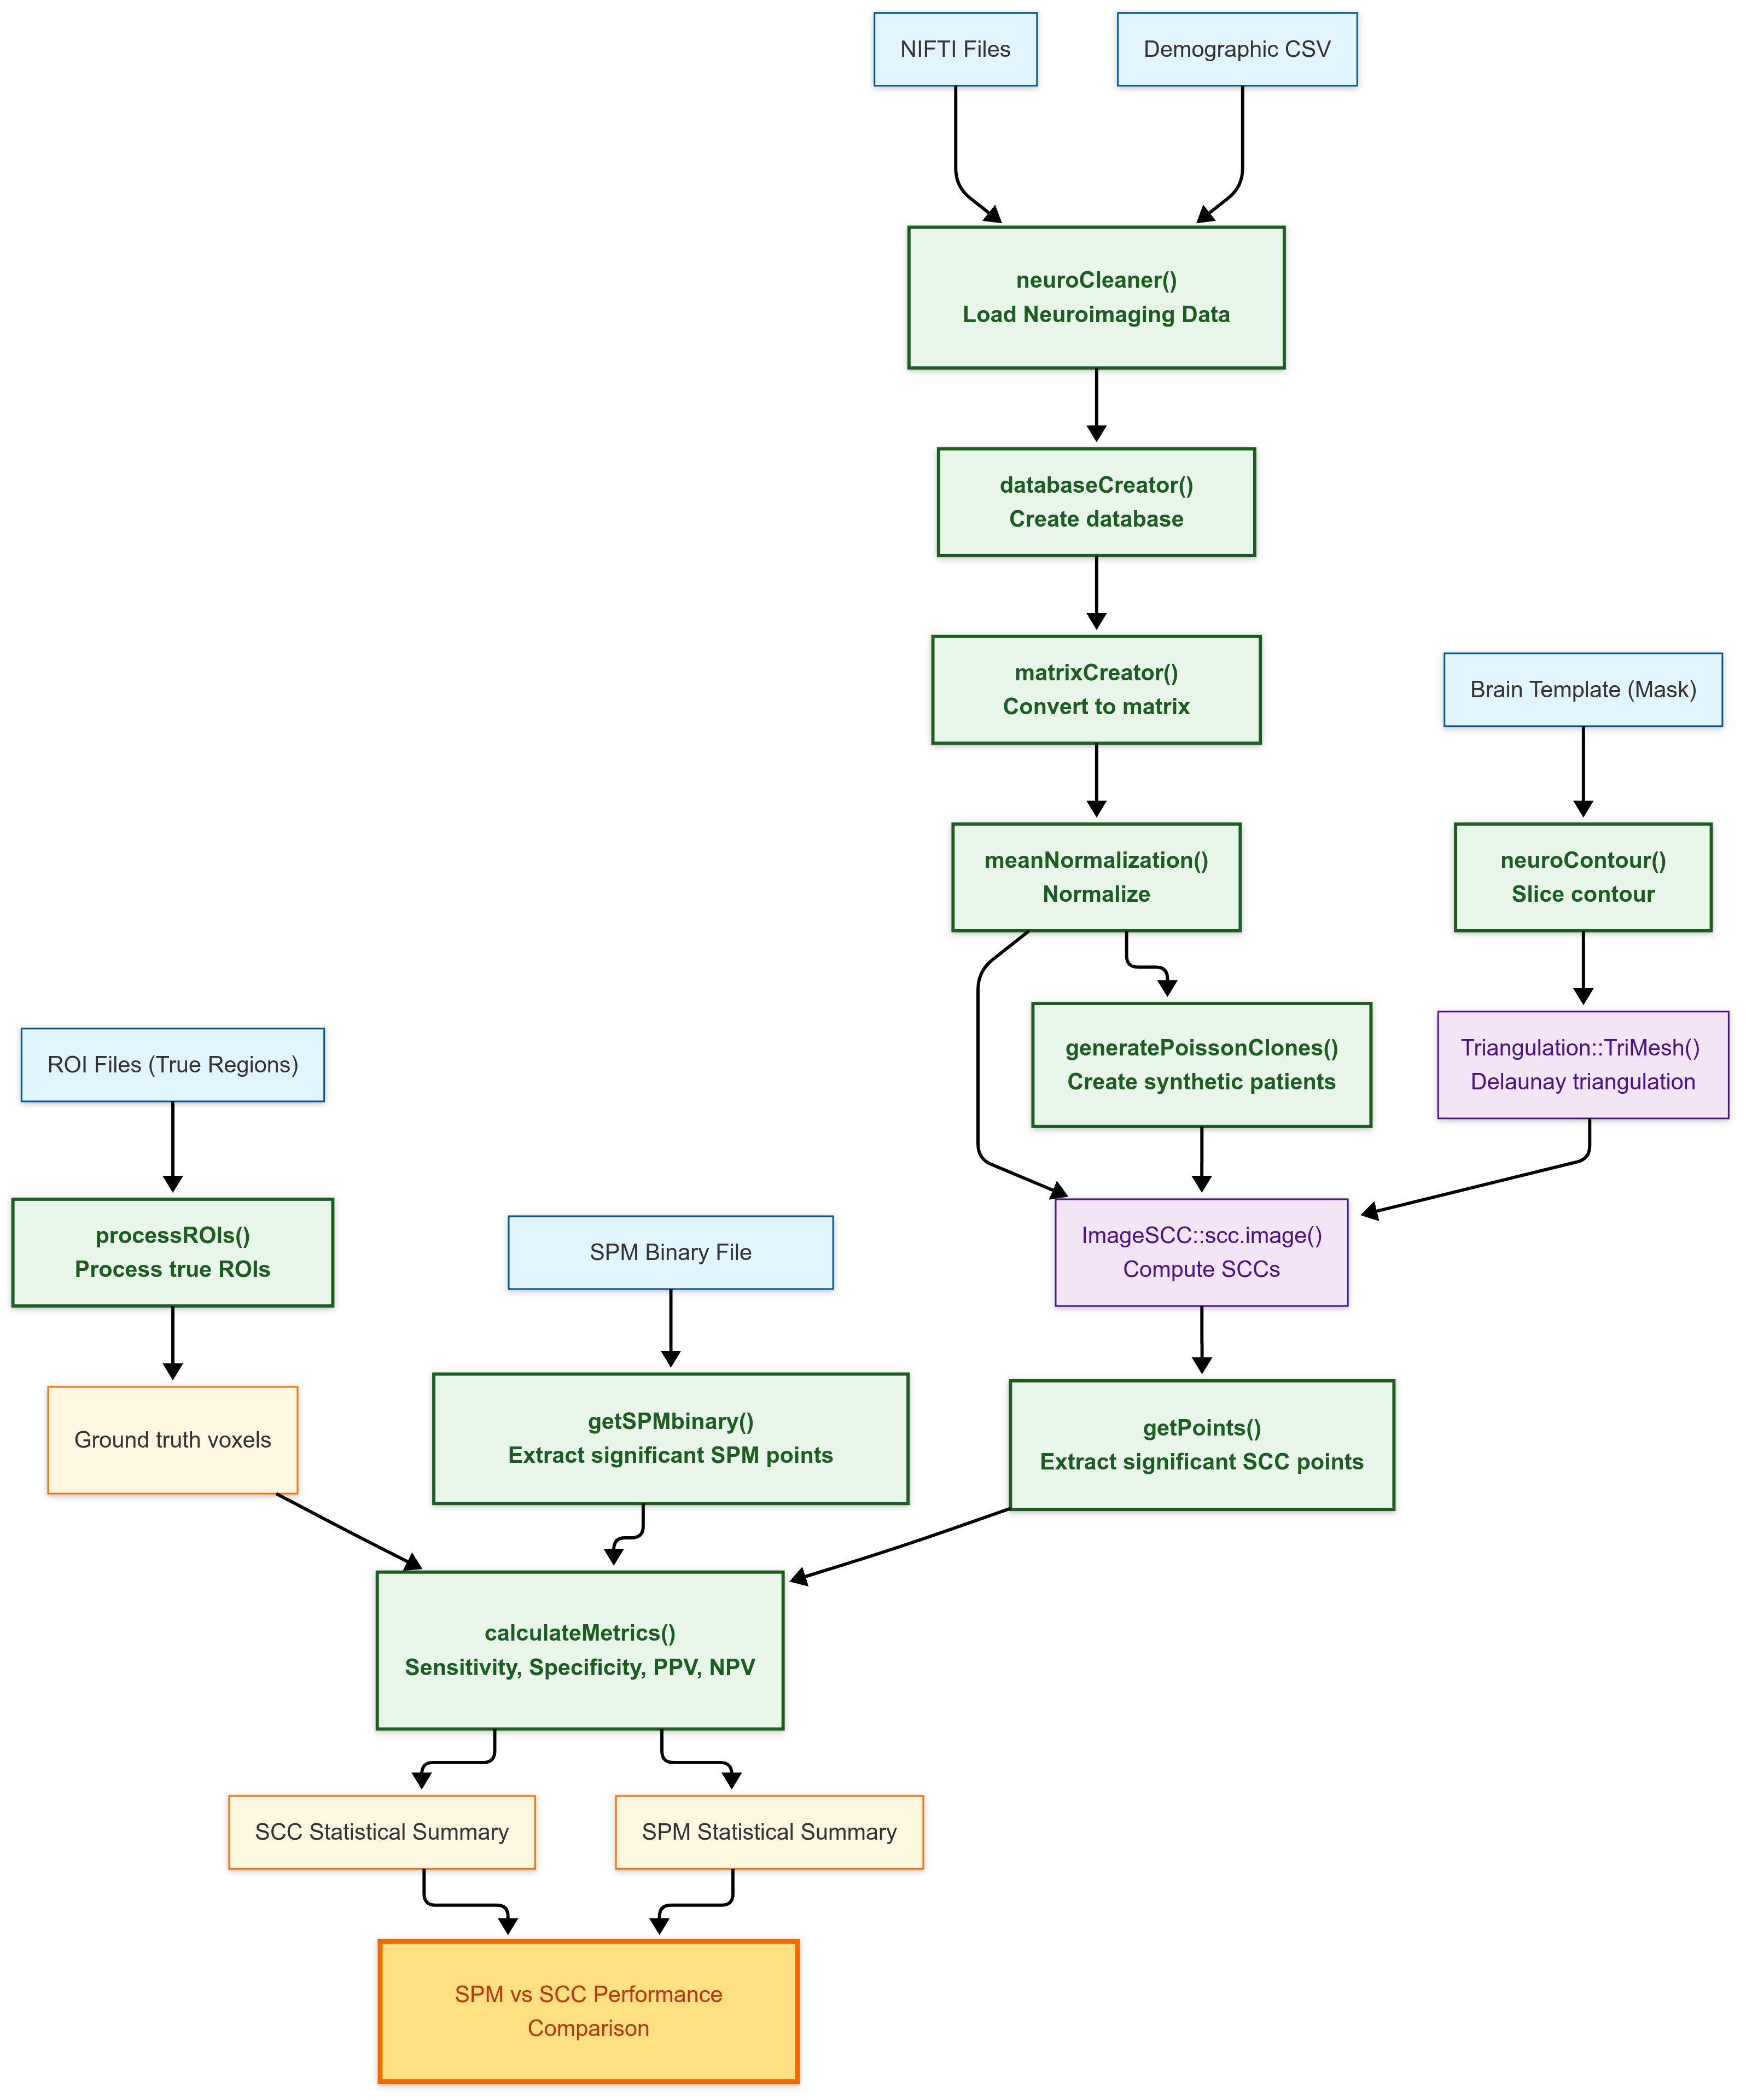 NIFTI Files
Demographic CSV
neuroCleaner()
Load Neuroimaging Data
databaseCreator()
Create database
matrixCreator()
Convert to matrix
Brain Template (Mask)
meanNormalization()
Normalize
neuroContour()
Slice contour
ROI Files (True Regions)
generatePoissonClones()
Create synthetic patients
Triangulation::TriMesh()
Delaunay triangulation
processROIs()
Process true ROIs
SPM Binary File
ImageSCC::scc.image()
Compute SCCs
Ground truth voxels
getSPMbinary()
Extract significant SPM points
getPoints()
Extract significant SCC points
calculateMetrics()
Sensitivity, Specificity, PPV, NPV
SCC Statistical Summary
SPM Statistical Summary
SPM vs SCC Performance
Comparison